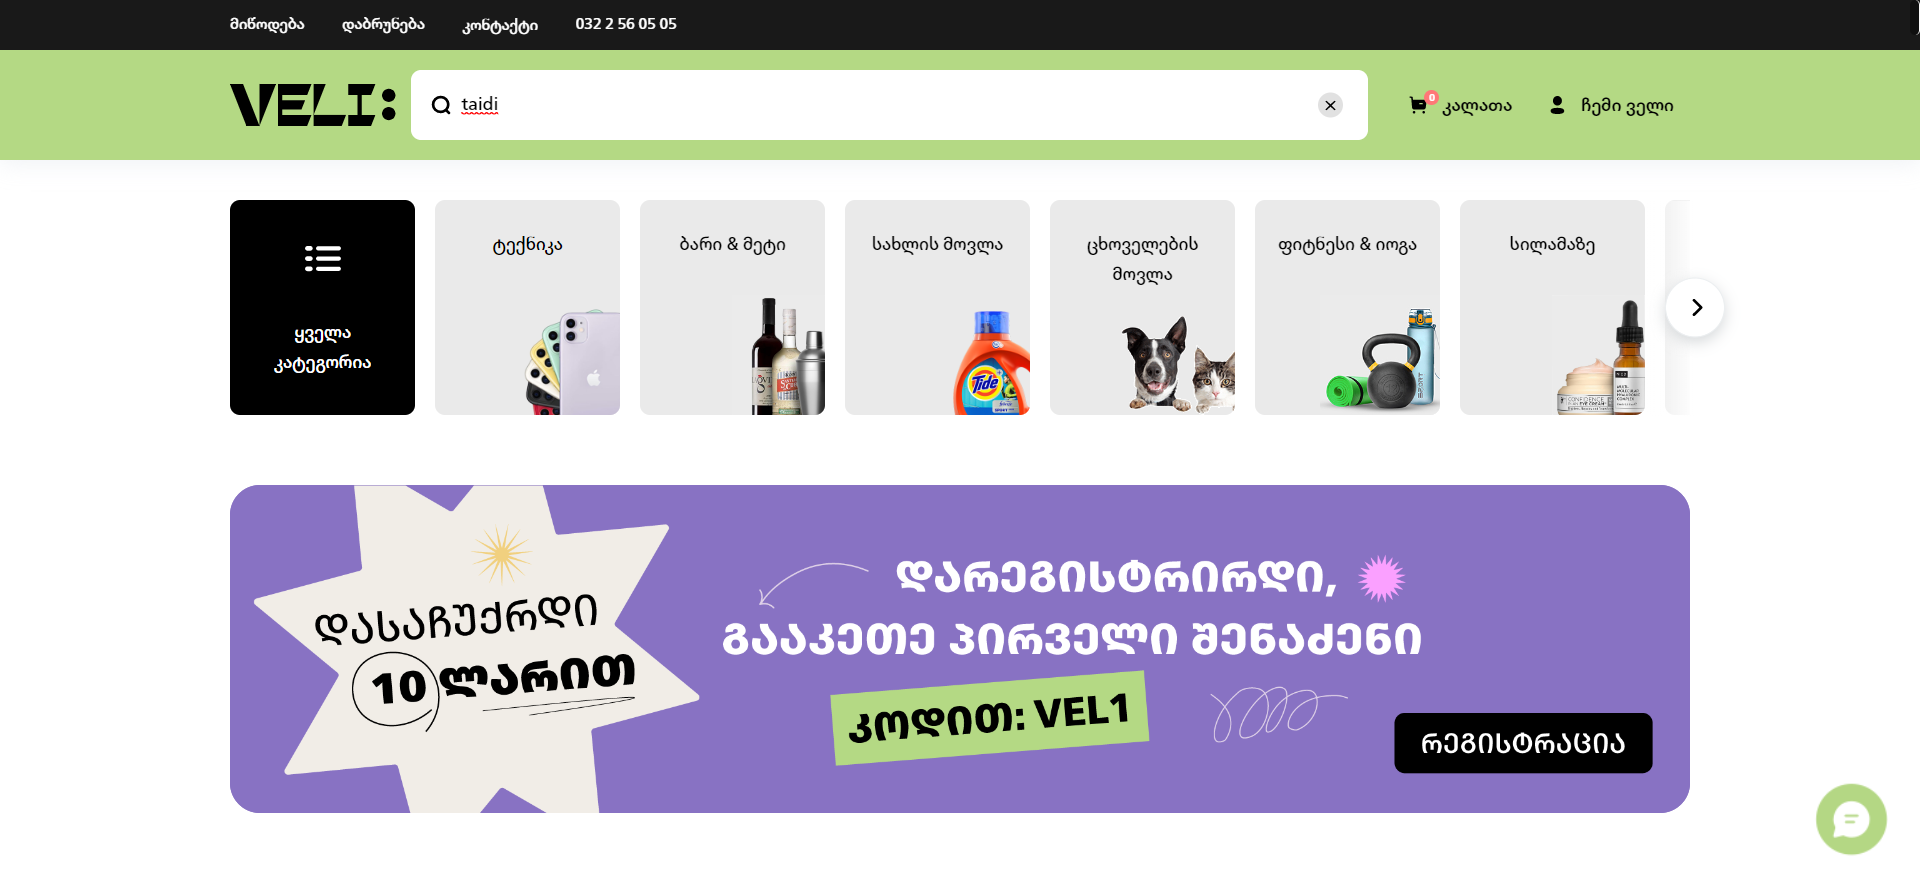 მიწოდება
დაბრუნება
კონტაქტი
032 2 56 05 05
VELI:
taidi
0
კალათა
ჩემი ველი
ყველა
კატეგორია
ტექნიკა
ბარი & მეტი
სახლის მოვლა
Tide
ცხოველების
მოვლა
ფიტნესი & იოგა
სილამაზე
დასაჩუქრდი
10 ლარით
დარეგისტრირდი,
გააკეთე პირველი შენაძენი
კოდით: VEL1
რეგისტრაცია